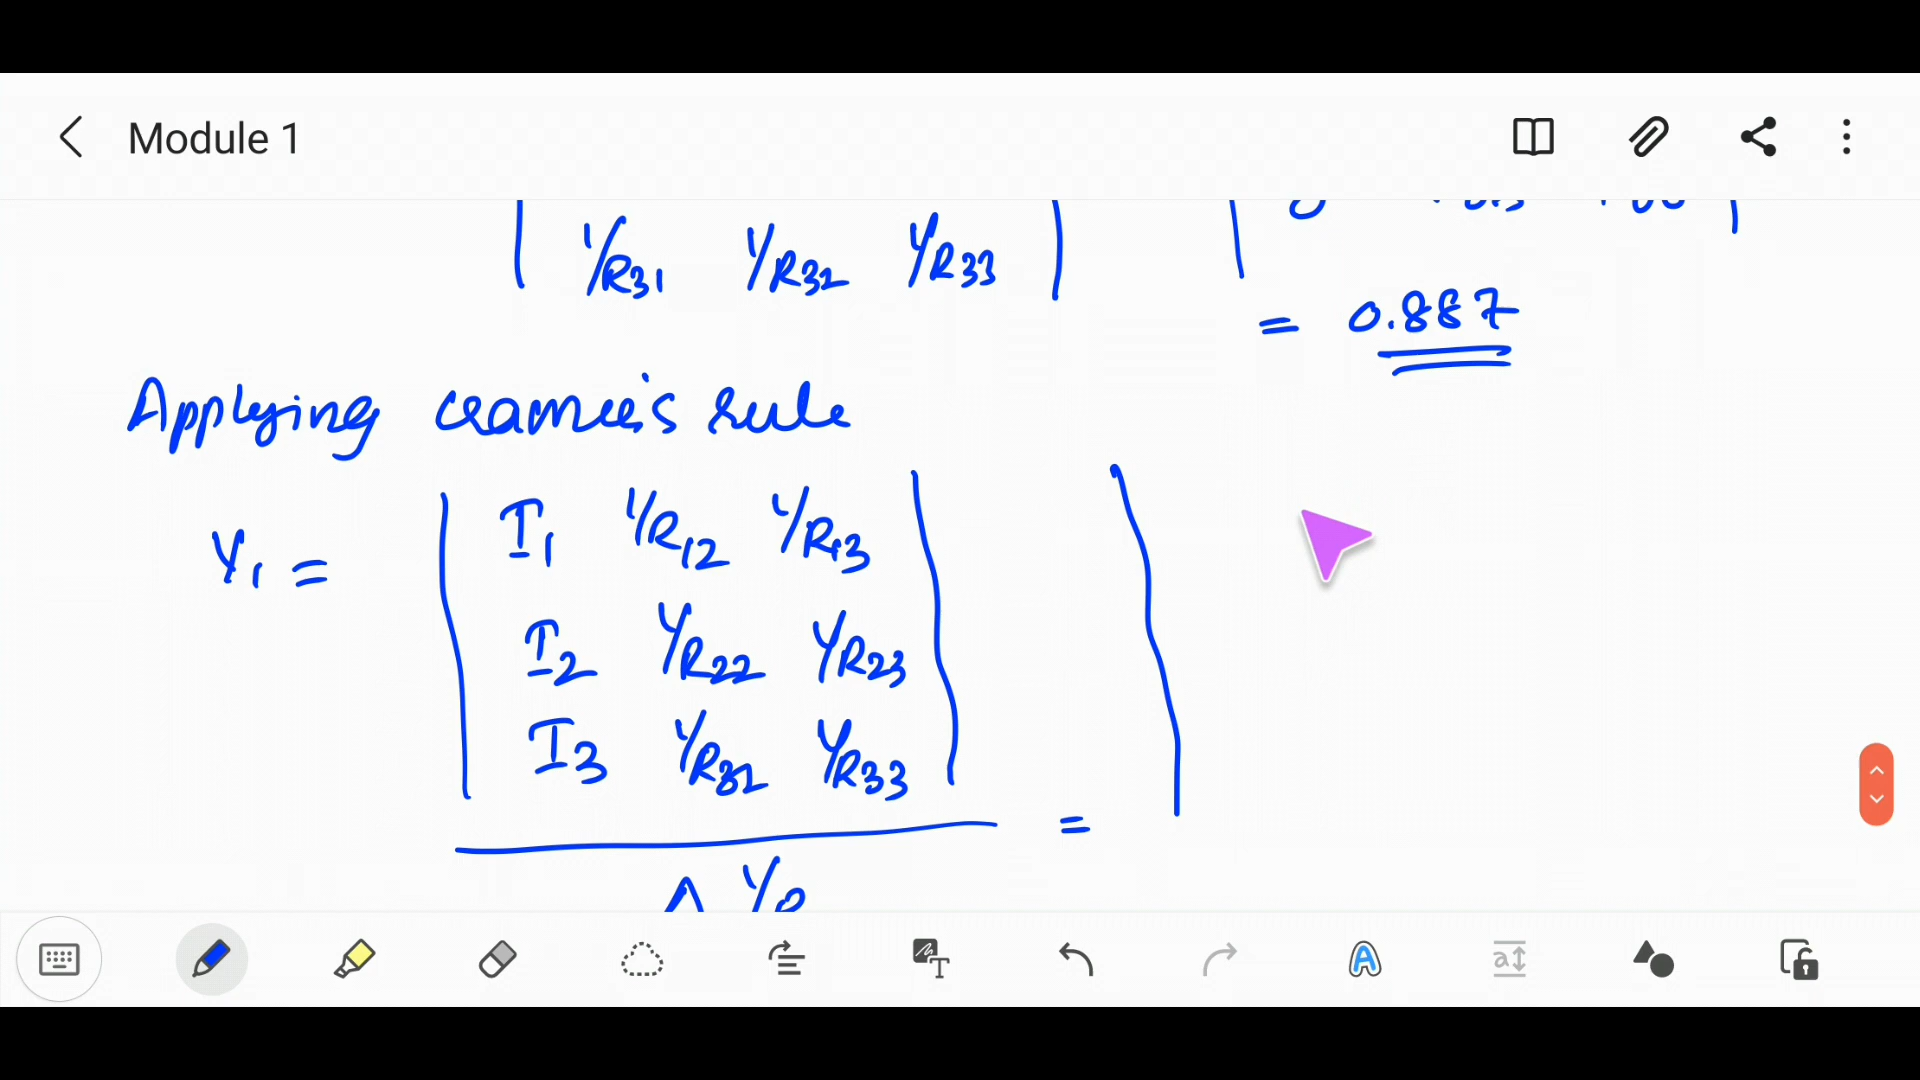 Module 1
1/R31 1/R32 1/R33
= 0.887
Applying cramer's rule
V1 =
I1 1/R12 1/R13
I2 1/R22 1/R23
I3 1/R32 1/R33
=
Δ 1/R